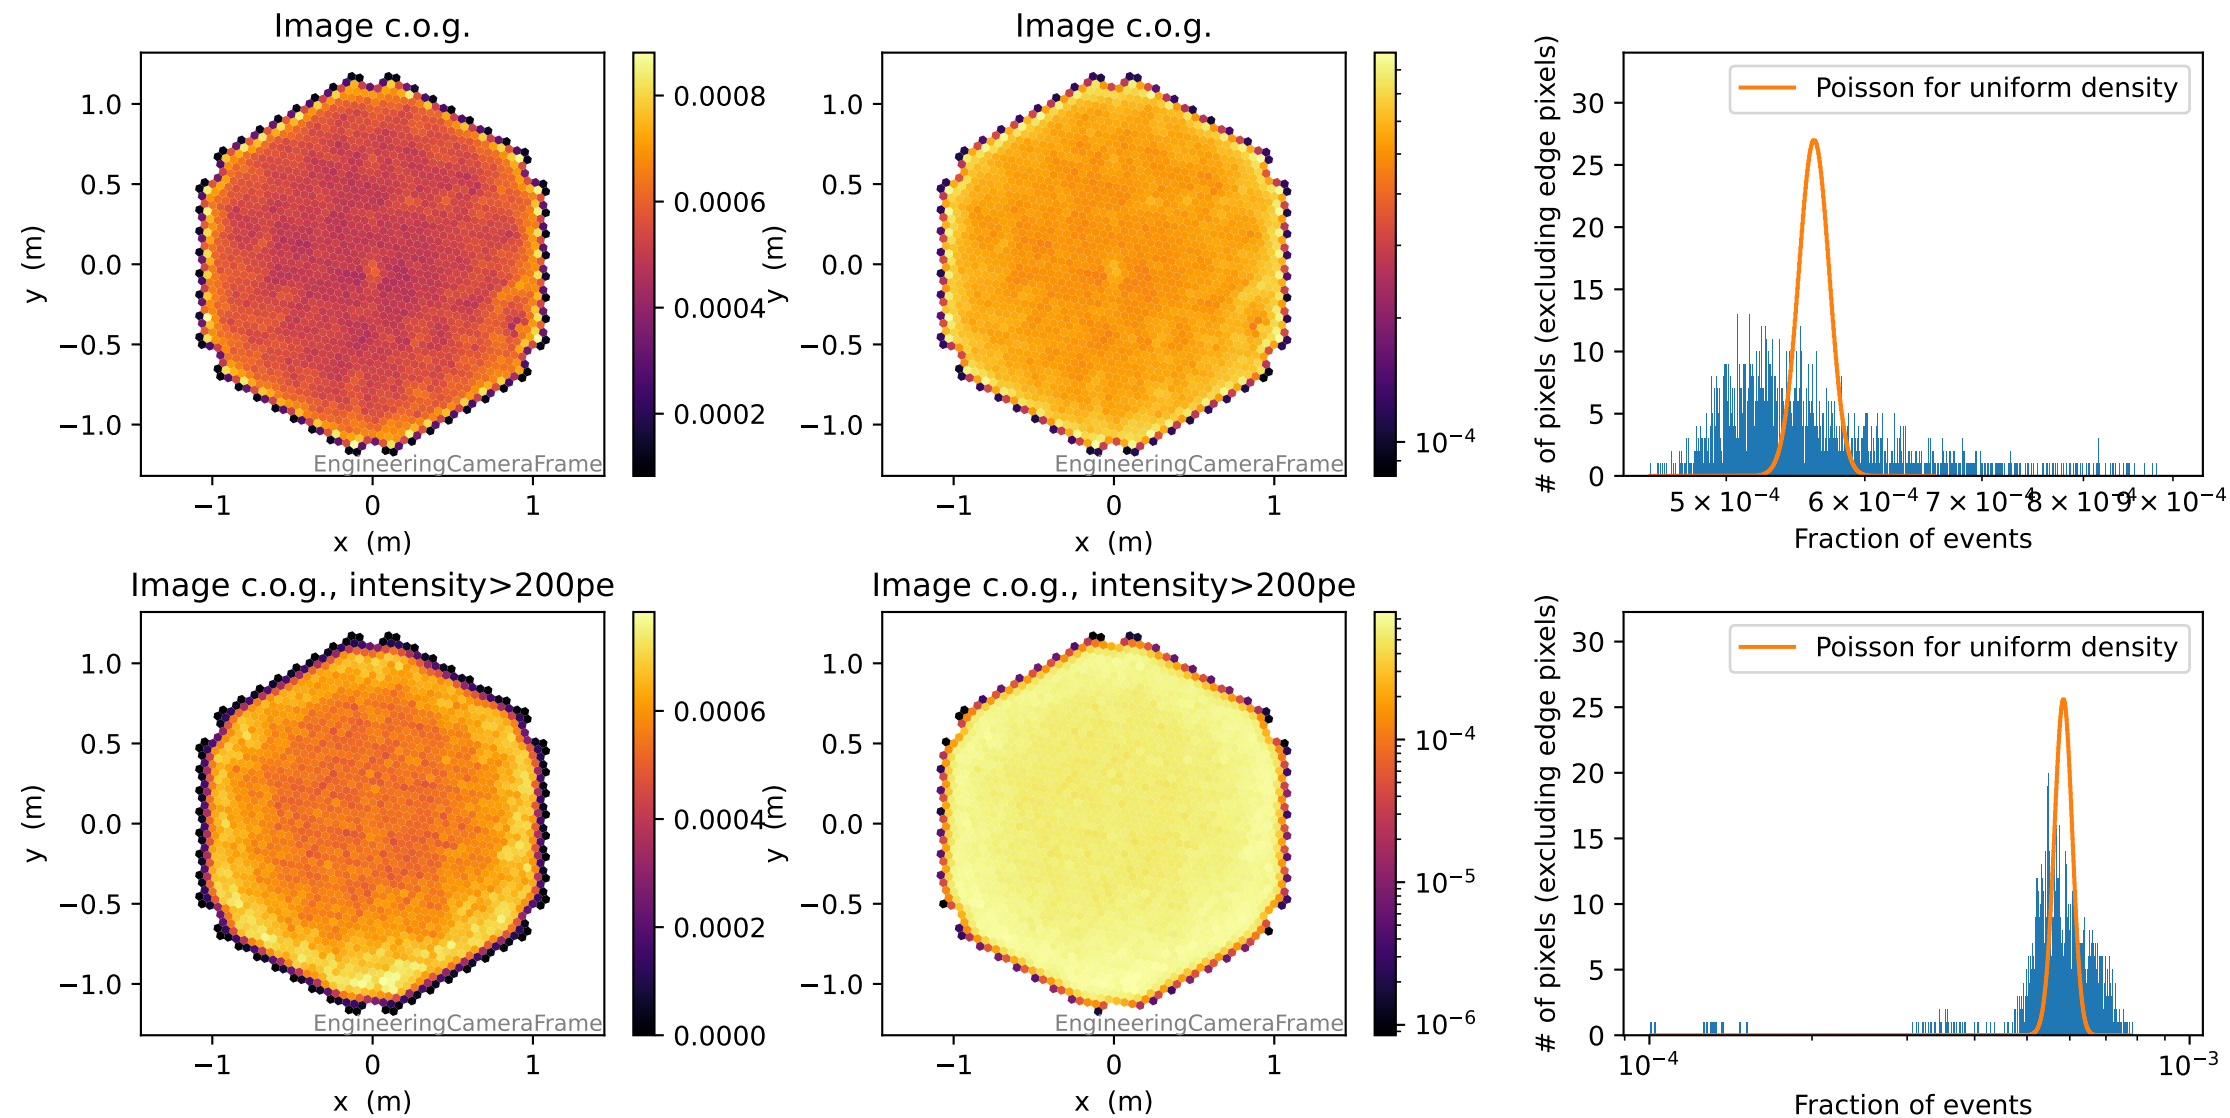 Image c.o.g.
1.0
0.5
0.0
−0.5
−1.0
y (m)
−1
0
1
x (m)
EngineeringCameraFrame
0.0008
0.0006
0.0004
0.0002
Image c.o.g.
1.0
0.5
0.0
−0.5
−1.0
y (m)
−1
0
1
x (m)
EngineeringCameraFrame
10⁻⁴
# of pixels (excluding edge pixels)
30
25
20
15
10
5
0
Poisson for uniform density
5 × 10⁻⁴
6 × 10⁻⁴
7 × 10⁻⁴
8 × 10⁻⁴
9 × 10⁻⁴
Fraction of events
Image c.o.g., intensity>200pe
1.0
0.5
0.0
−0.5
−1.0
y (m)
−1
0
1
x (m)
EngineeringCameraFrame
0.0006
0.0004
0.0002
0.0000
Image c.o.g., intensity>200pe
1.0
0.5
0.0
−0.5
−1.0
y (m)
−1
0
1
x (m)
EngineeringCameraFrame
10⁻⁴
10⁻⁵
10⁻⁶
# of pixels (excluding edge pixels)
30
25
20
15
10
5
0
Poisson for uniform density
10⁻⁴
10⁻³
Fraction of events